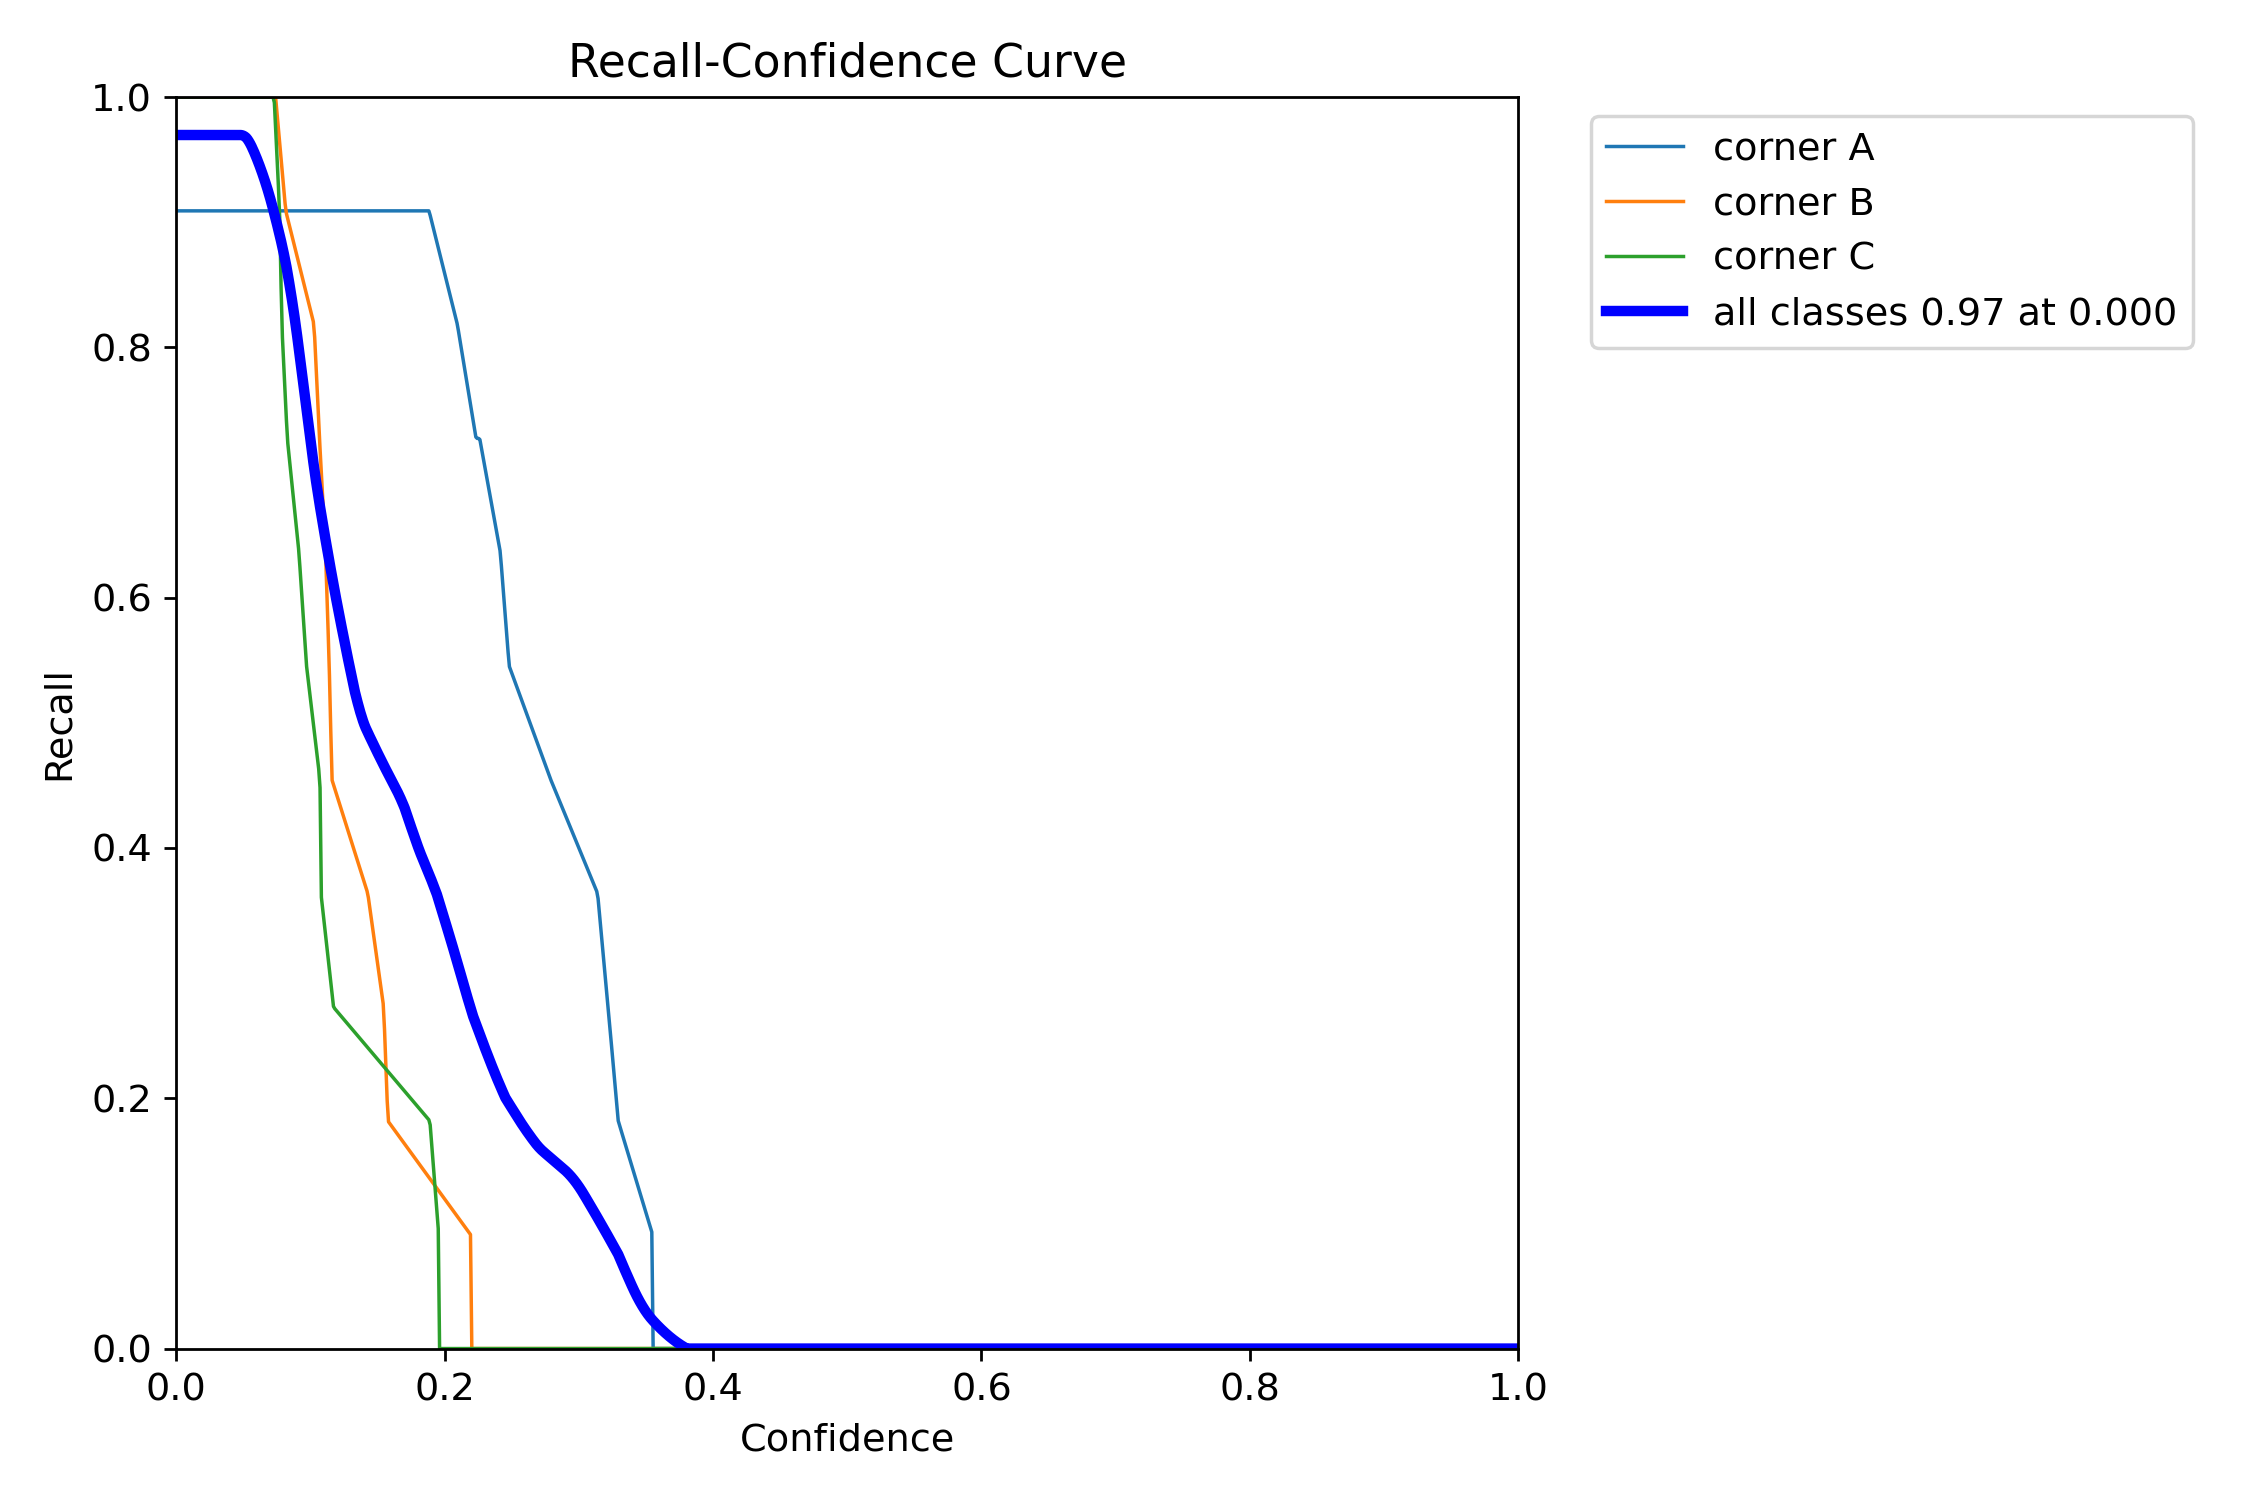 Recall-Confidence Curve
1.0
0.8
0.6
0.4
0.2
0.0
Recall
0.0 0.2 0.4 0.6 0.8 1.0
Confidence
corner A
corner B
corner C
all classes 0.97 at 0.000